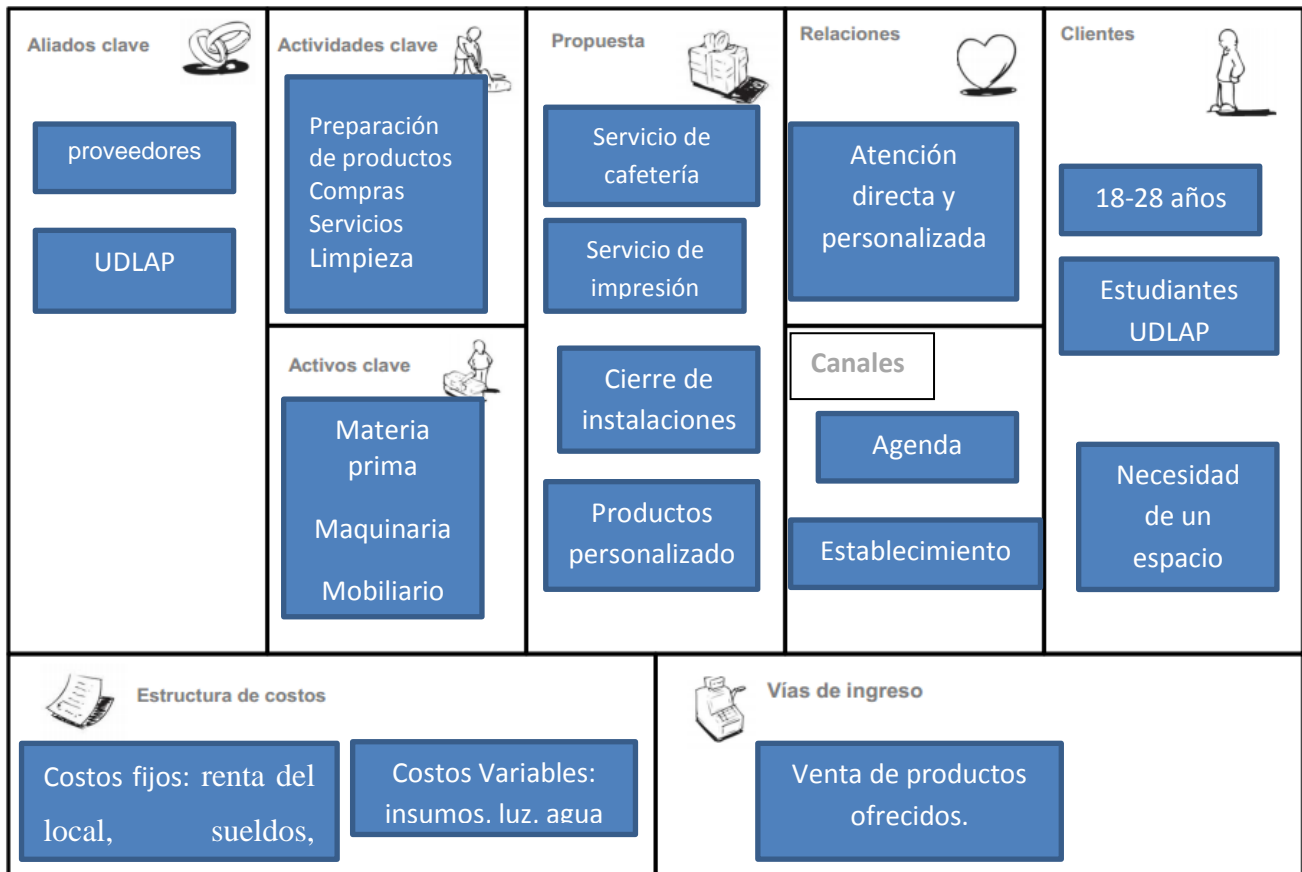 Aliados clave
proveedores
UDLAP
Actividades clave
Preparación
de productos
Compras
Servicios
Limpieza
Activos clave
Materia
prima
Maquinaria
Mobiliario
Propuesta
Servicio de
cafetería
Servicio de
impresión
Cierre de
instalaciones
Productos
personalizado
Relaciones
Atención
directa y
personalizada
Canales
Agenda
Establecimiento
Clientes
18-28 años
Estudiantes
UDLAP
Necesidad
de un
espacio
Estructura de costos
Costos fijos: renta del
local, sueldos,
Costos Variables:
insumos, luz, agua
Vías de ingreso
Venta de productos
ofrecidos.